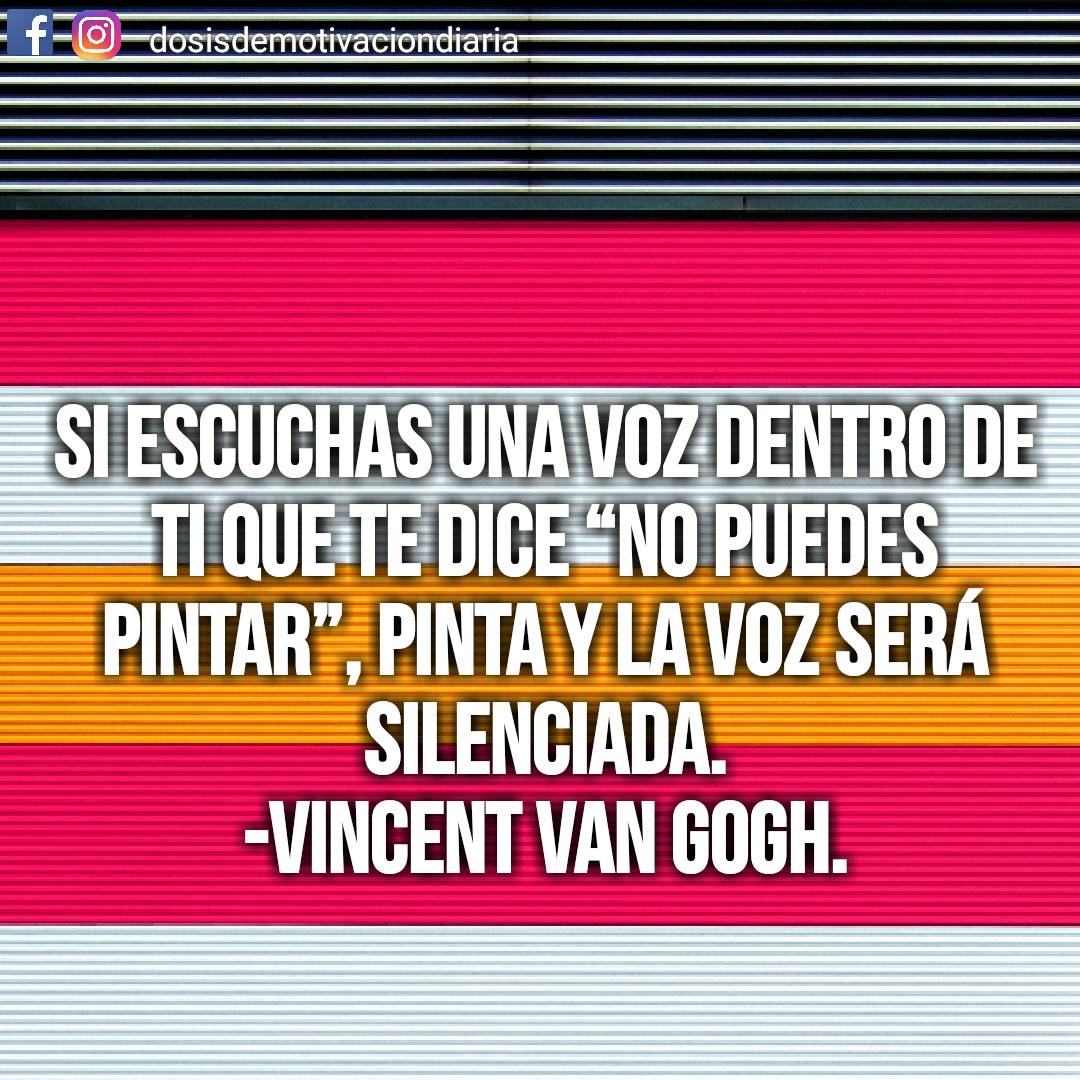 dosisdemotivaciondiaria
SI ESCUCHAS UNA VOZ DENTRO DE
TI QUE TE DICE “NO PUEDES
PINTAR”, PINTA Y LA VOZ SERÁ
SILENCIADA.
-VINCENT VAN GOGH.